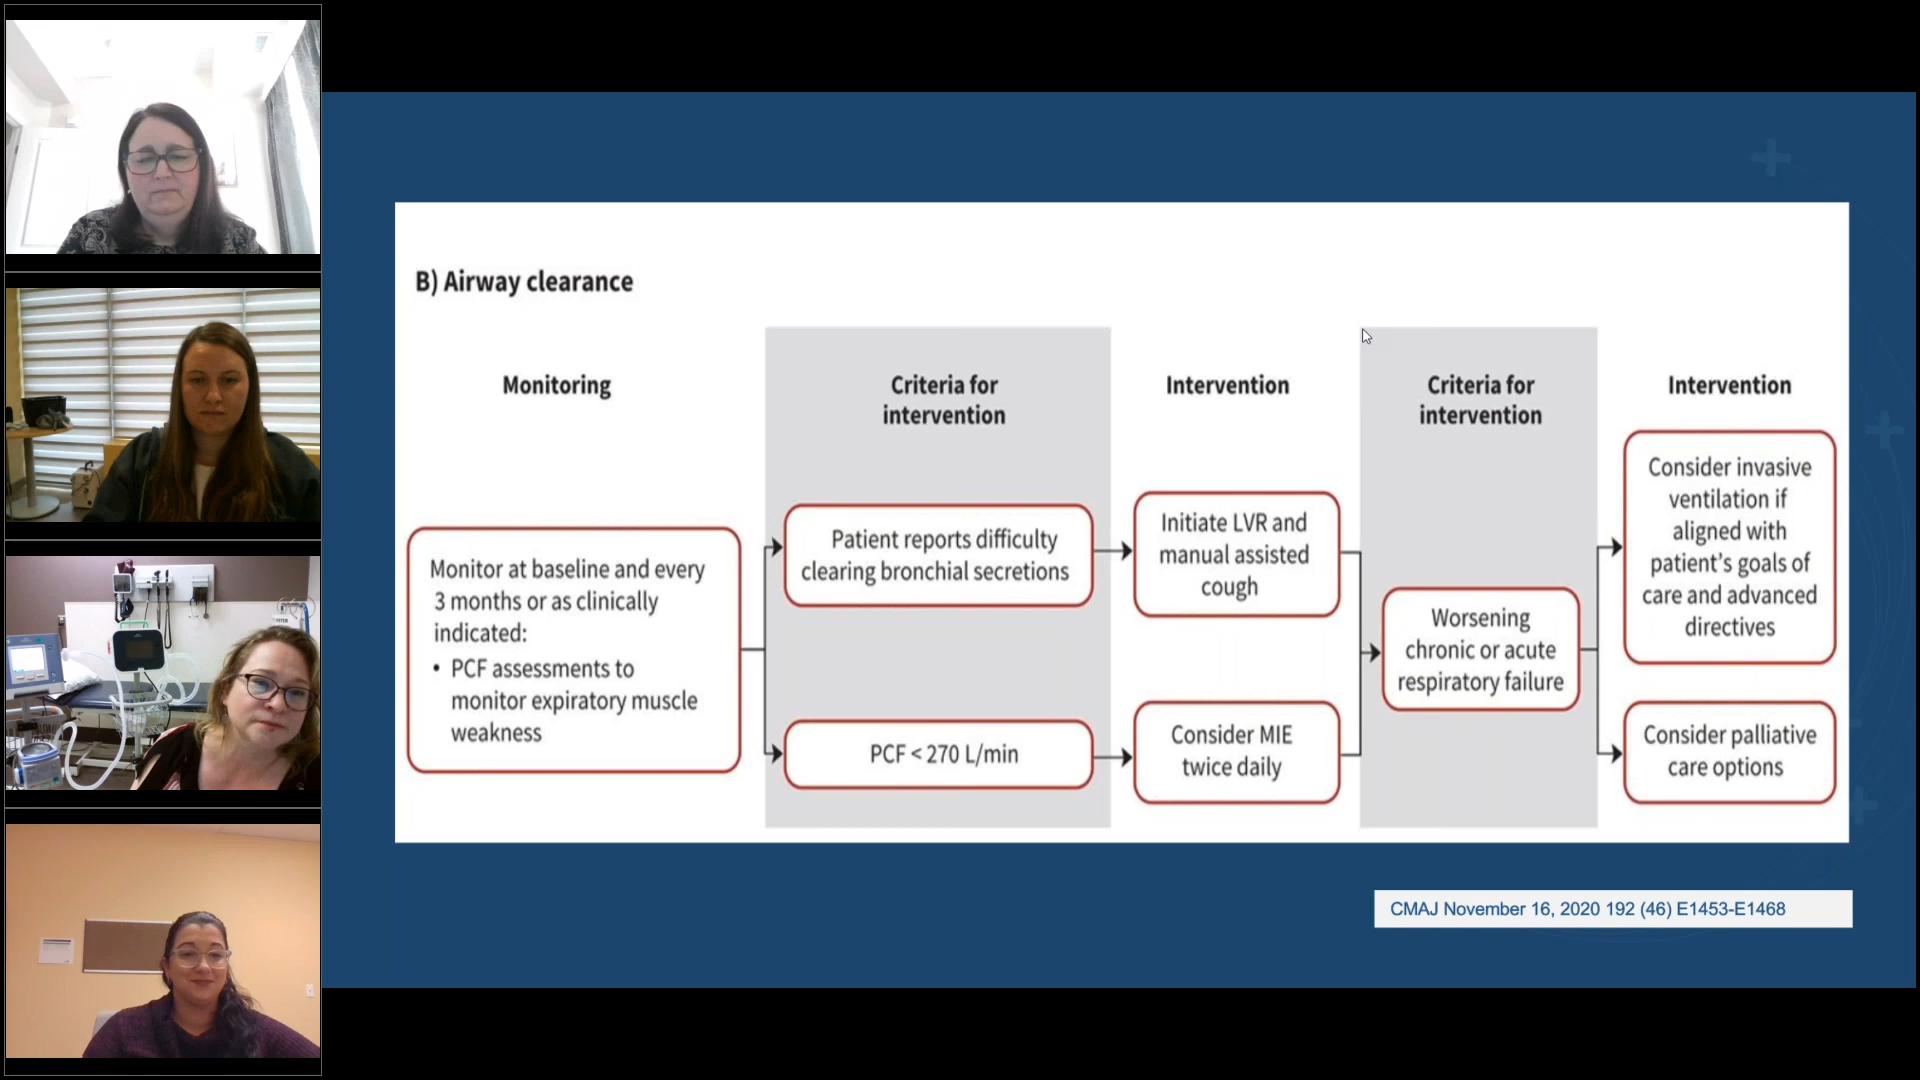 B) Airway clearance
Monitoring
Criteria for
intervention
Intervention
Criteria for
intervention
Intervention
Monitor at baseline and every
3 months or as clinically
indicated:
• PCF assessments to
monitor expiratory muscle
weakness
Patient reports difficulty
clearing bronchial secretions
PCF < 270 L/min
Initiate LVR and
manual assisted
cough
Consider MIE
twice daily
Worsening
chronic or acute
respiratory failure
Consider invasive
ventilation if
aligned with
patient's goals of
care and advanced
directives
Consider palliative
care options
CMAJ November 16, 2020 192 (46) E1453-E1468